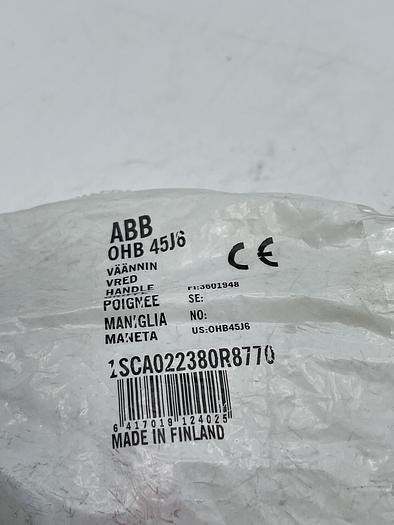 ABB
OHB 45J6
CE
VÄÄNNIN
VRED
HANDLE FI:3601948
POIGNEE SE:
MANIGLIA NO:
MANETA US:OHB45J6
1SCA022380R8770
6 417019 124025
MADE IN FINLAND